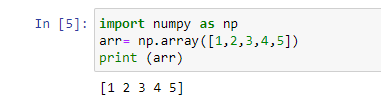 In [5]: import numpy as np
arr= np.array([1,2,3,4,5])
print (arr)
[1 2 3 4 5]